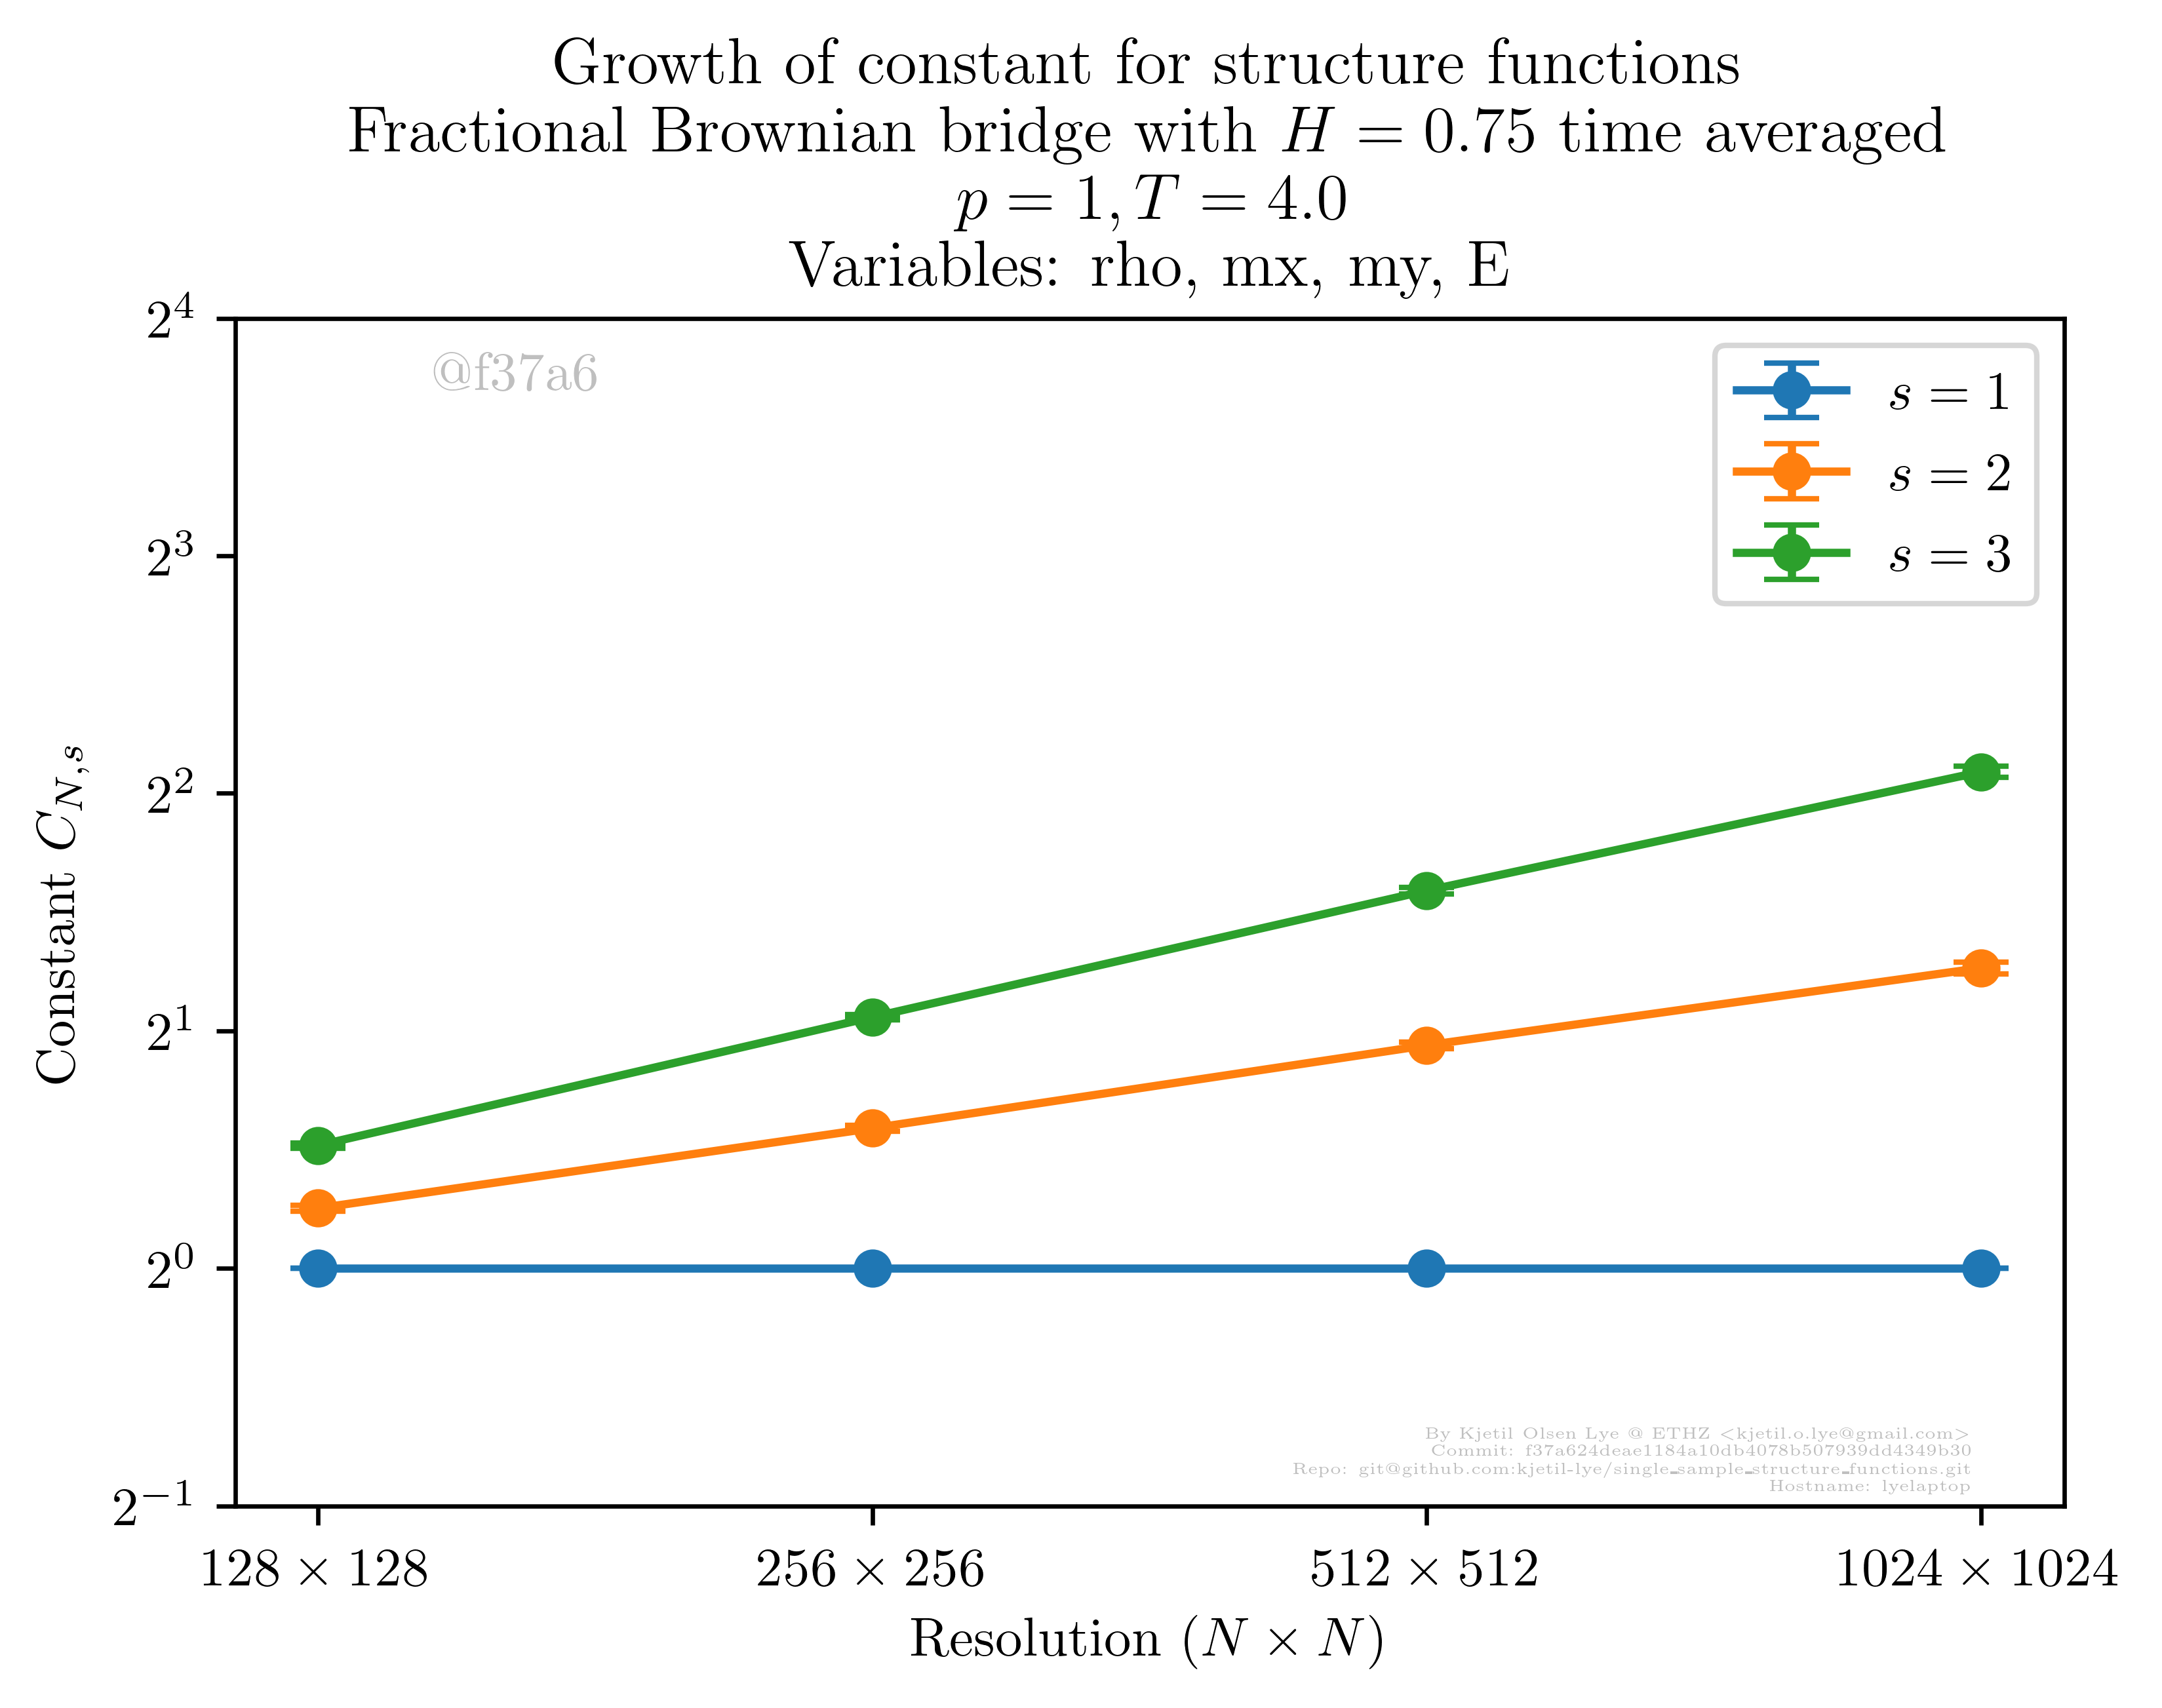 Growth of constant for structure functions
Fractional Brownian bridge with H = 0.75 time averaged
p = 1, T = 4.0
Variables: rho, mx, my, E
@f37a6
s = 1
s = 2
s = 3
Constant C_{N,s}
2^4
2^3
2^2
2^1
2^0
2^{-1}
By Kjetil Olsen Lye @ ETHZ <kjetil.o.lye@gmail.com>
Commit: f37a624deae1184a10db4078b507939dd4349b30
Repo: git@github.com:kjetil-lye/single_sample_structure_functions.git
Hostname: lyelaptop
128 × 128
256 × 256
512 × 512
1024 × 1024
Resolution (N × N)